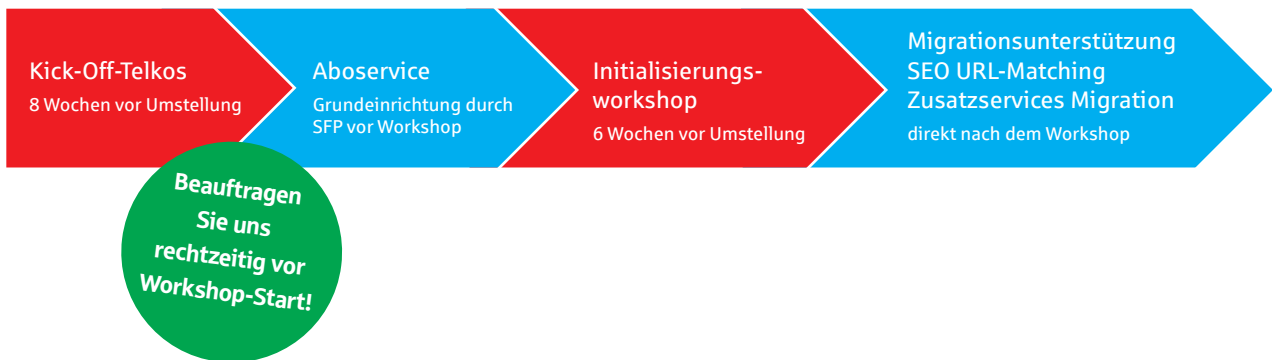 Kick-Off-Telkos
8 Wochen vor Umstellung
Aboservice
Grundeinrichtung durch
SFP vor Workshop
Initialisierungs-
workshop
6 Wochen vor Umstellung
Migrationsunterstützung
SEO URL-Matching
Zusatzservices Migration
direkt nach dem Workshop
Beauftragen
Sie uns
rechtzeitig vor
Workshop-Start!